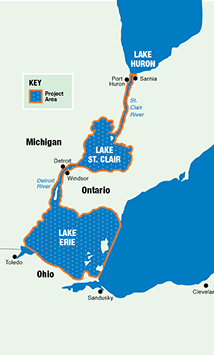 LAKE
HURON
KEY
Project
Area
Port
Huron
Sarnia
St.
Clair
River
Michigan
LAKE
ST. CLAIR
Detroit
Windsor
Detroit
River
Ontario
LAKE
ERIE
Toledo
Ohio
Sandusky
Clevela